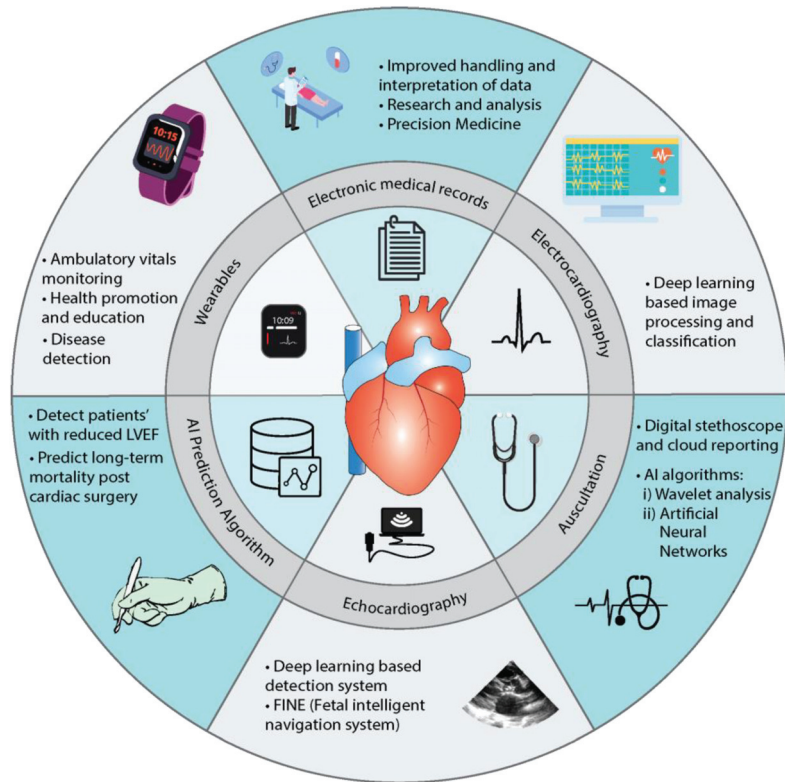 • Improved handling and
interpretation of data
• Research and analysis
• Precision Medicine
Electronic medical records
10:15
• Ambulatory vitals
monitoring
• Health promotion
and education
• Disease
detection
Wearables
10:09
Electrocardiography
• Deep learning
based image
processing and
classification
• Detect patients'
with reduced LVEF
• Predict long-term
mortality post
cardiac surgery
AI Prediction Algorithm
Auscultation
• Digital stethoscope
and cloud reporting
• AI algorithms:
i) Wavelet analysis
ii) Artificial
Neural
Networks
Echocardiography
• Deep learning based
detection system
• FINE (Fetal intelligent
navigation system)